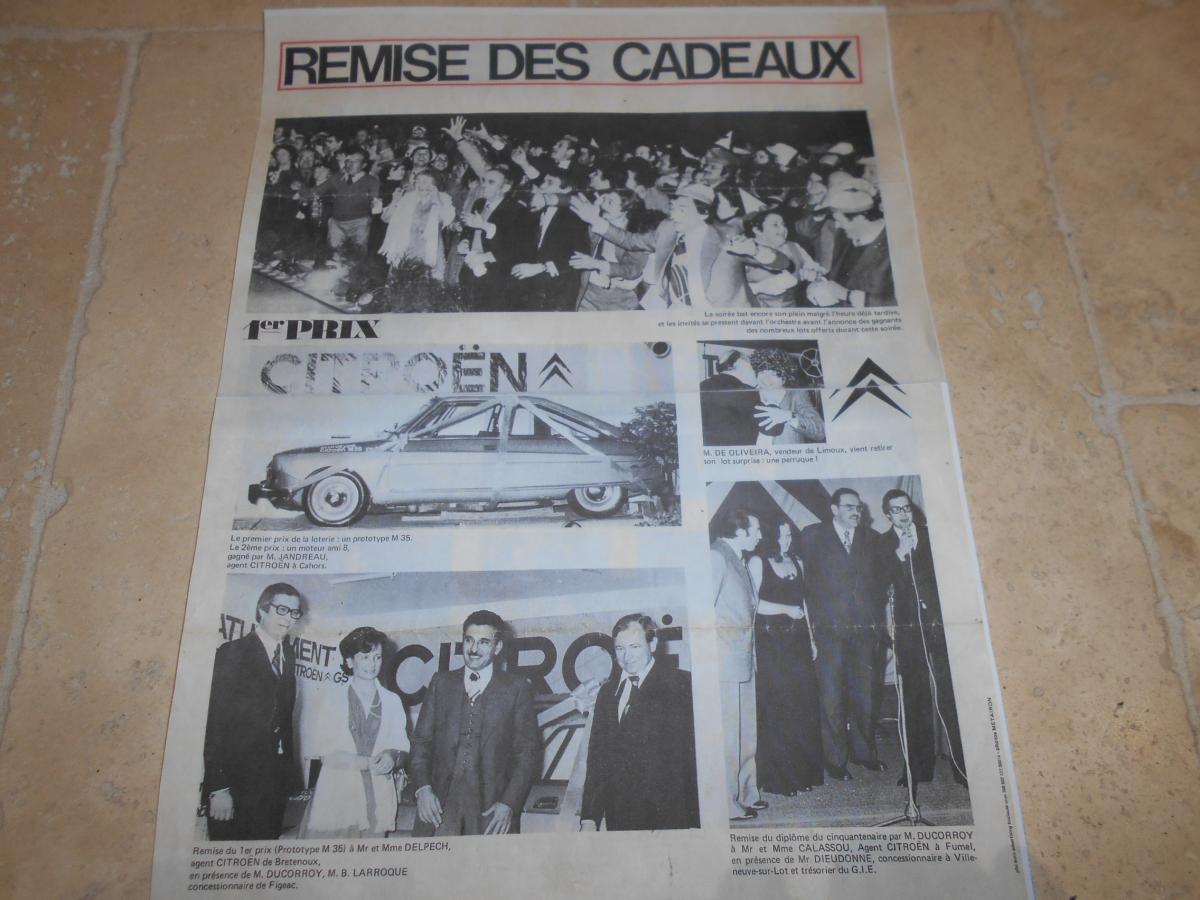 REMISE DES CADEAUX
La soirée bat encore son plein malgré l'heure déjà tardive,
et les invités se pressent devant l'orchestre avant l'annonce des gagnants
des nombreux lots offerts durant cette soirée.
1er PRIX
CITROËN
M. DE OLIVEIRA, vendeur de Limoux, vient retirer
son lot surprise : une perruque !
Le premier prix de la loterie : un prototype M 35.
Le 2ème prix : un moteur ami 8,
gagné par M. JANDREAU,
agent CITROËN à Cahors.
CITROË
TROËN GS
Remise du 1er prix (Prototype M 35) à Mr et Mme DELPECH,
agent CITROËN de Bretenoux,
en présence de M. DUCORROY, M. B. LARROQUE
concessionnaire de Figeac.
Remise du diplôme du cinquantenaire par M. DUCORROY
à Mr et Mme CALASSOU, Agent CITROËN à Fumel,
en présence de Mr DIEUDONNE, concessionnaire à Ville-
neuve-sur-Lot et trésorier du G.I.E.
photos METAIRON